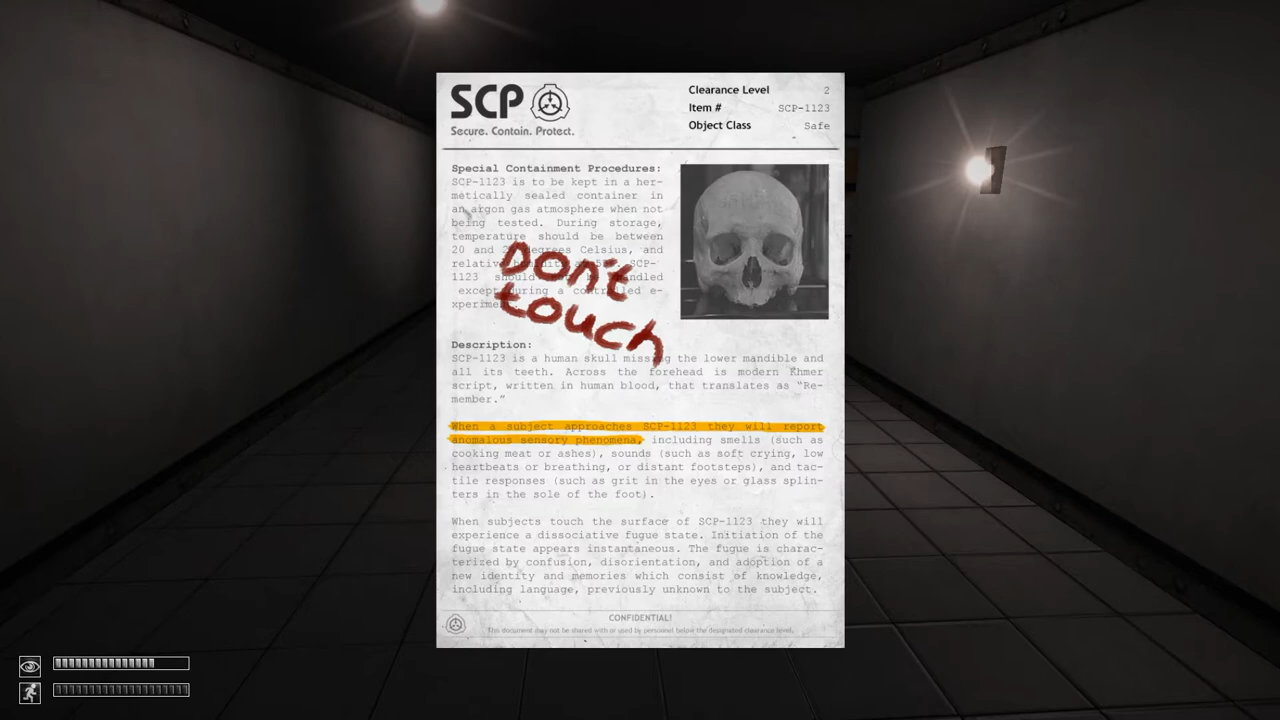 SCP
Secure. Contain. Protect.
Clearance Level 2
Item # SCP-1123
Object Class Safe
Special Containment Procedures:
SCP-1123 is to be kept in a her-
metically sealed container in
an argon gas atmosphere when not
being tested. During storage,
temperature should be between
20 and degrees Celsius, and
relative SCP-
1123 should handled
except during a controlled e-
xperiment
Don't
touch
Description:
SCP-1123 is a human skull missing the lower mandible and
all its teeth. Across the forehead is modern Khmer
script, written in human blood, that translates as “Re-
member.”
When a subject approaches SCP-1123 they will report
anomalous sensory phenomena, including smells (such as
cooking meat or ashes), sounds (such as soft crying, low
heartbeats or breathing, or distant footsteps), and tac-
tile responses (such as grit in the eyes or glass splin-
ters in the sole of the foot).
When subjects touch the surface of SCP-1123 they will
experience a dissociative fugue state. Initiation of the
fugue state appears instantaneous. The fugue is charac-
terized by confusion, disorientation, and adoption of a
new identity and memories which consist of knowledge,
including language, previously unknown to the subject.
CONFIDENTIAL!
This document may not be shared with or used by personnel below the designated clearance level.